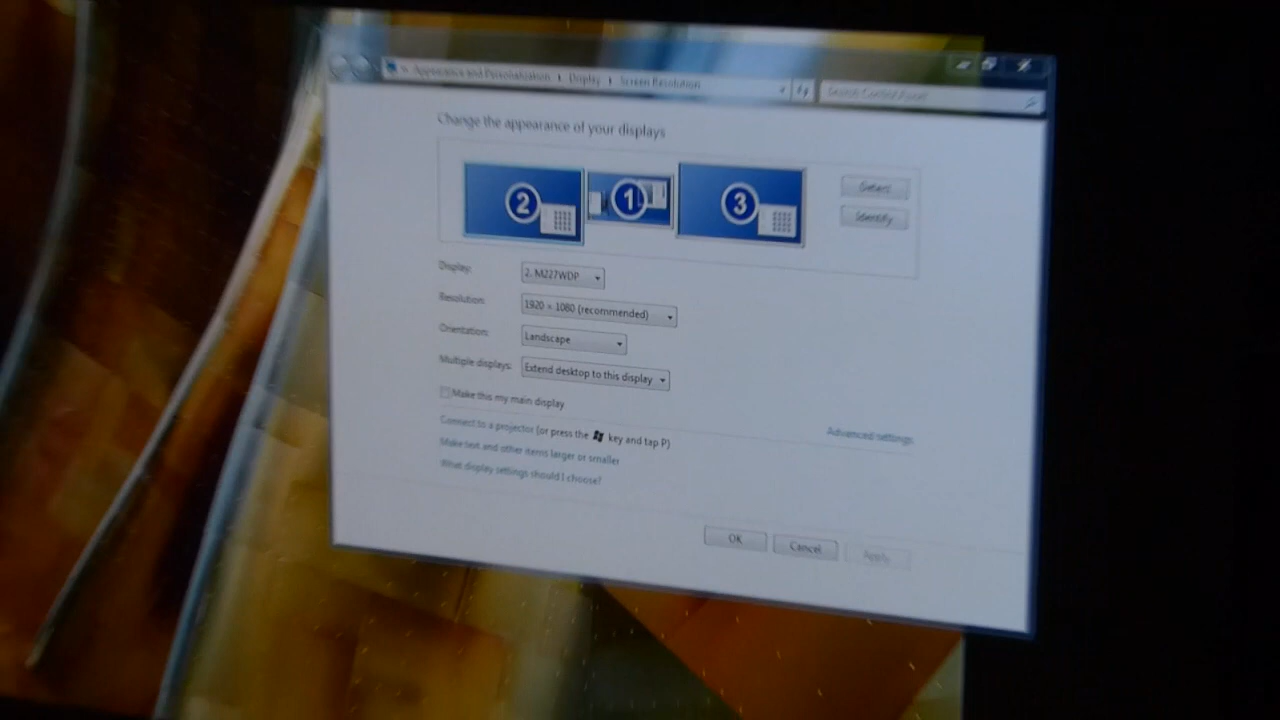 Appearance and Personalization › Display › Screen Resolution
Search Control Panel
Change the appearance of your displays
2 1 3
Detect
Identify
Display: 2. M227WDP
Resolution: 1920 × 1080 (recommended)
Orientation: Landscape
Multiple displays: Extend desktop to this display
Make this my main display
Advanced settings
Connect to a projector (or press the key and tap P)
Make text and other items larger or smaller
What display settings should I choose?
OK Cancel Apply